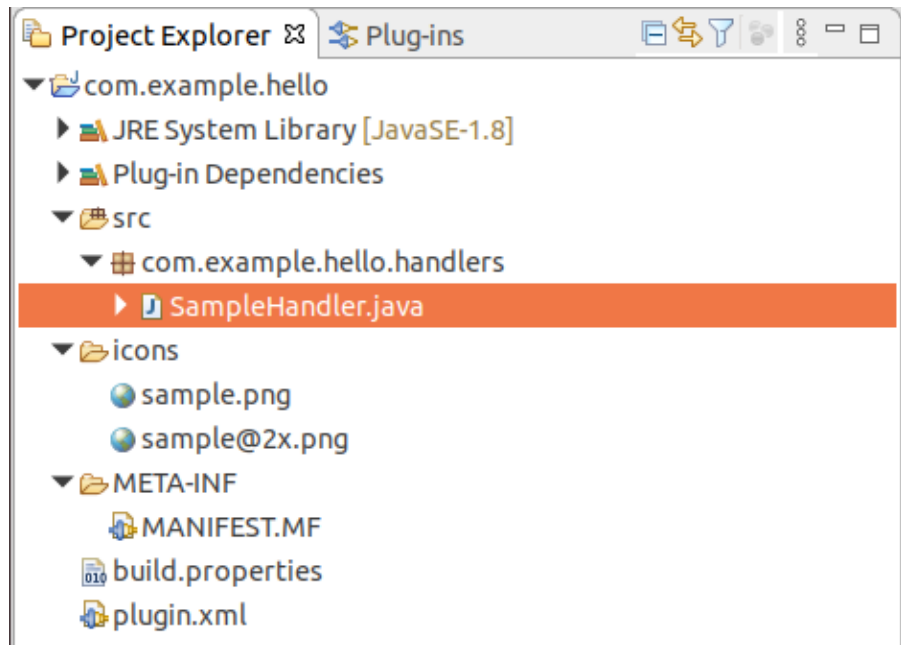 Project Explorer Plug-ins
com.example.hello
JRE System Library [JavaSE-1.8]
Plug-in Dependencies
src
com.example.hello.handlers
SampleHandler.java
icons
sample.png
sample@2x.png
META-INF
MANIFEST.MF
build.properties
plugin.xml